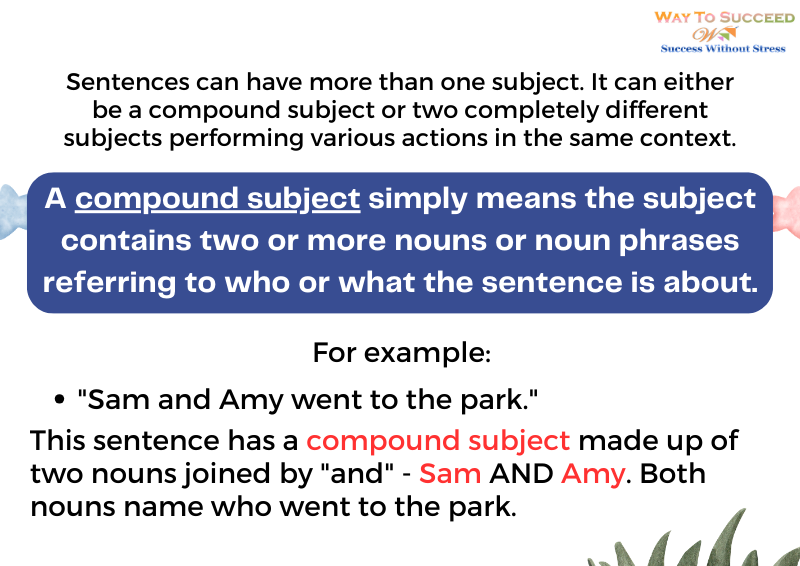 WAY TO SUCCEED
W
Success Without Stress
Sentences can have more than one subject. It can either
be a compound subject or two completely different
subjects performing various actions in the same context.
A compound subject simply means the subject
contains two or more nouns or noun phrases
referring to who or what the sentence is about.
For example:
• "Sam and Amy went to the park."
This sentence has a compound subject made up of
two nouns joined by "and" - Sam AND Amy. Both
nouns name who went to the park.